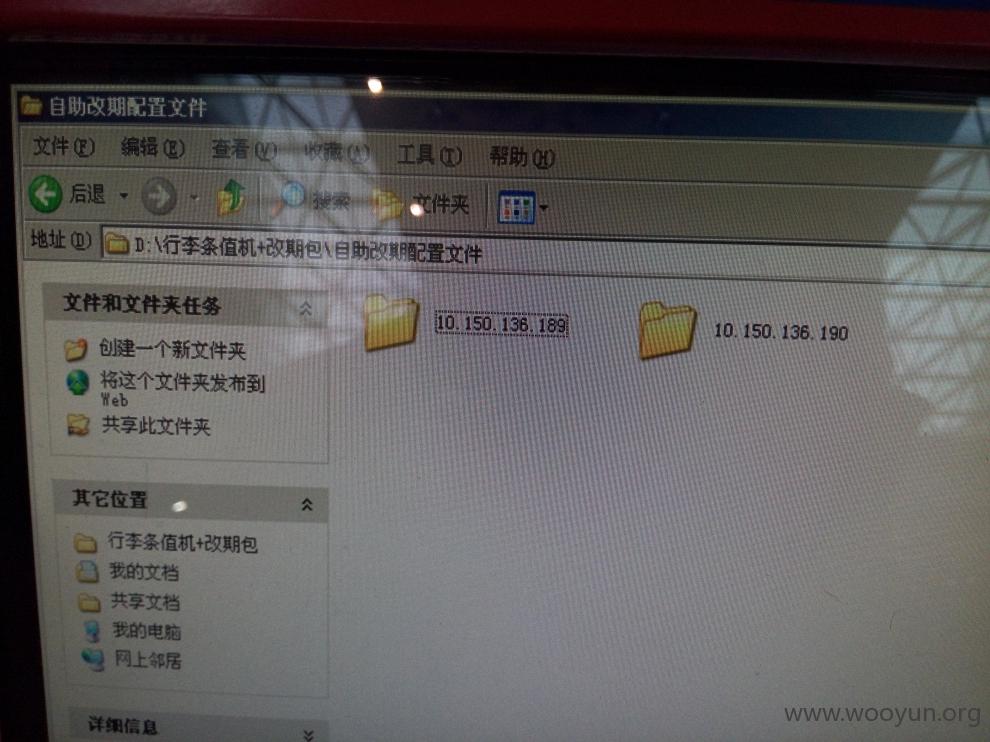 自助改期配置文件
文件(F) 编辑(E) 查看(V) 收藏(A) 工具(T) 帮助(H)
后退 搜索 文件夹
地址(D) D:\行李条值机+改期包\自助改期配置文件
文件和文件夹任务
创建一个新文件夹
将这个文件夹发布到
Web
共享此文件夹
10.150.136.189
10.150.136.190
其它位置
行李条值机+改期包
我的文档
共享文档
我的电脑
网上邻居
详细信息
www.wooyun.org